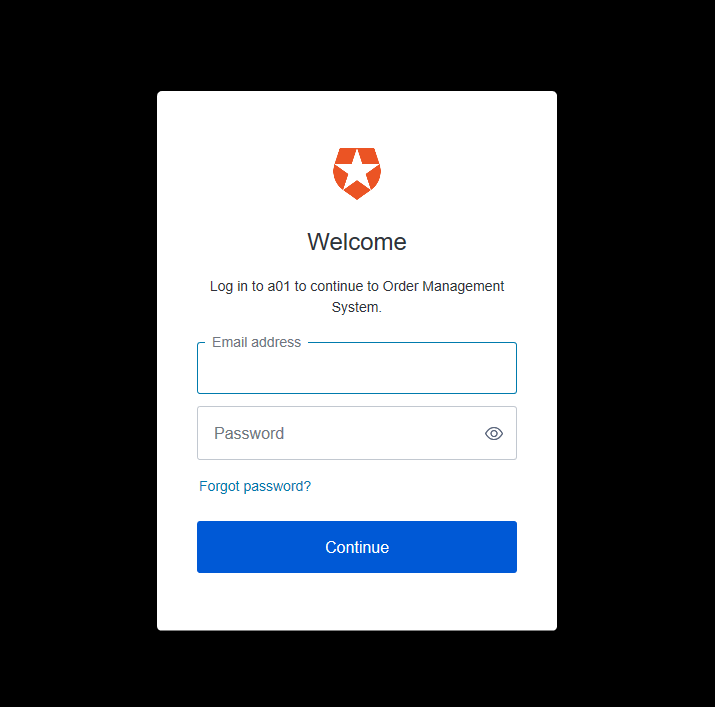 Welcome
Log in to a01 to continue to Order Management
System.
Email address
Password
Forgot password?
Continue